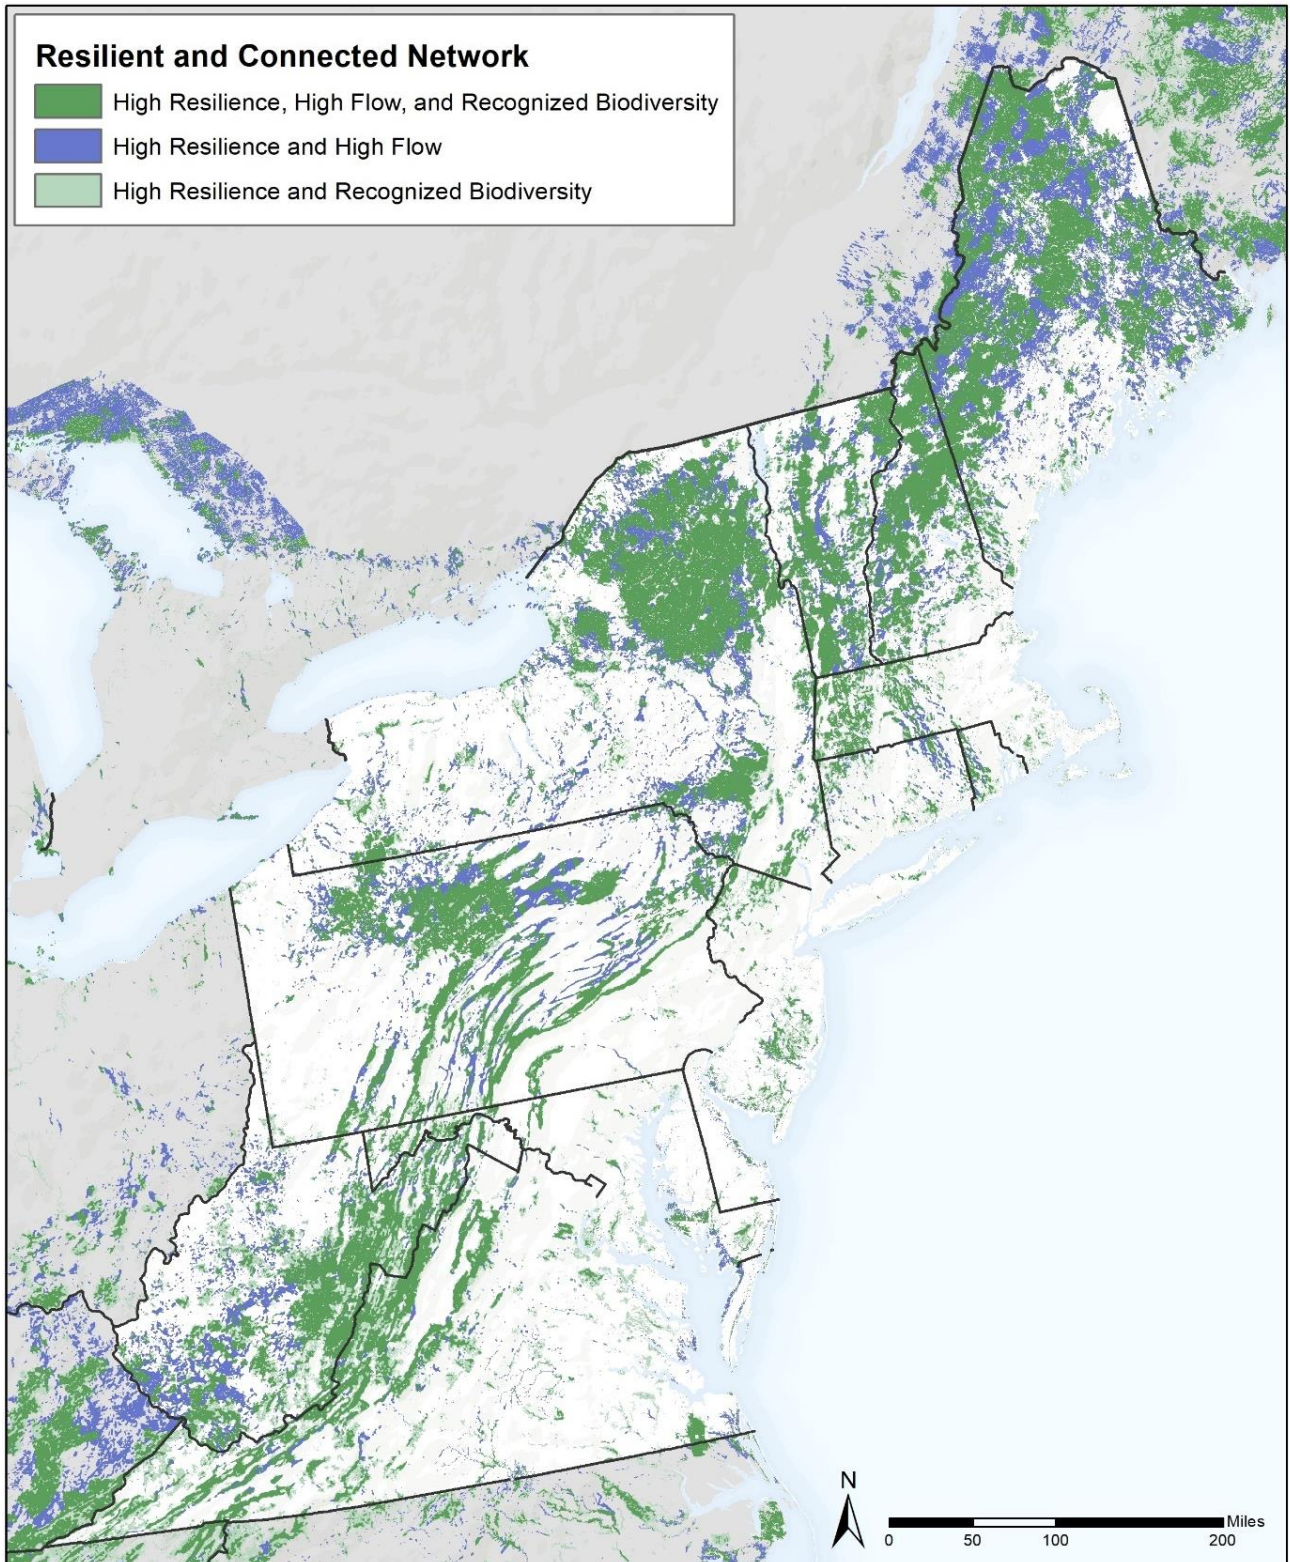 Resilient and Connected Network
High Resilience, High Flow, and Recognized Biodiversity
High Resilience and High Flow
High Resilience and Recognized Biodiversity
N
Miles
0 50 100 200